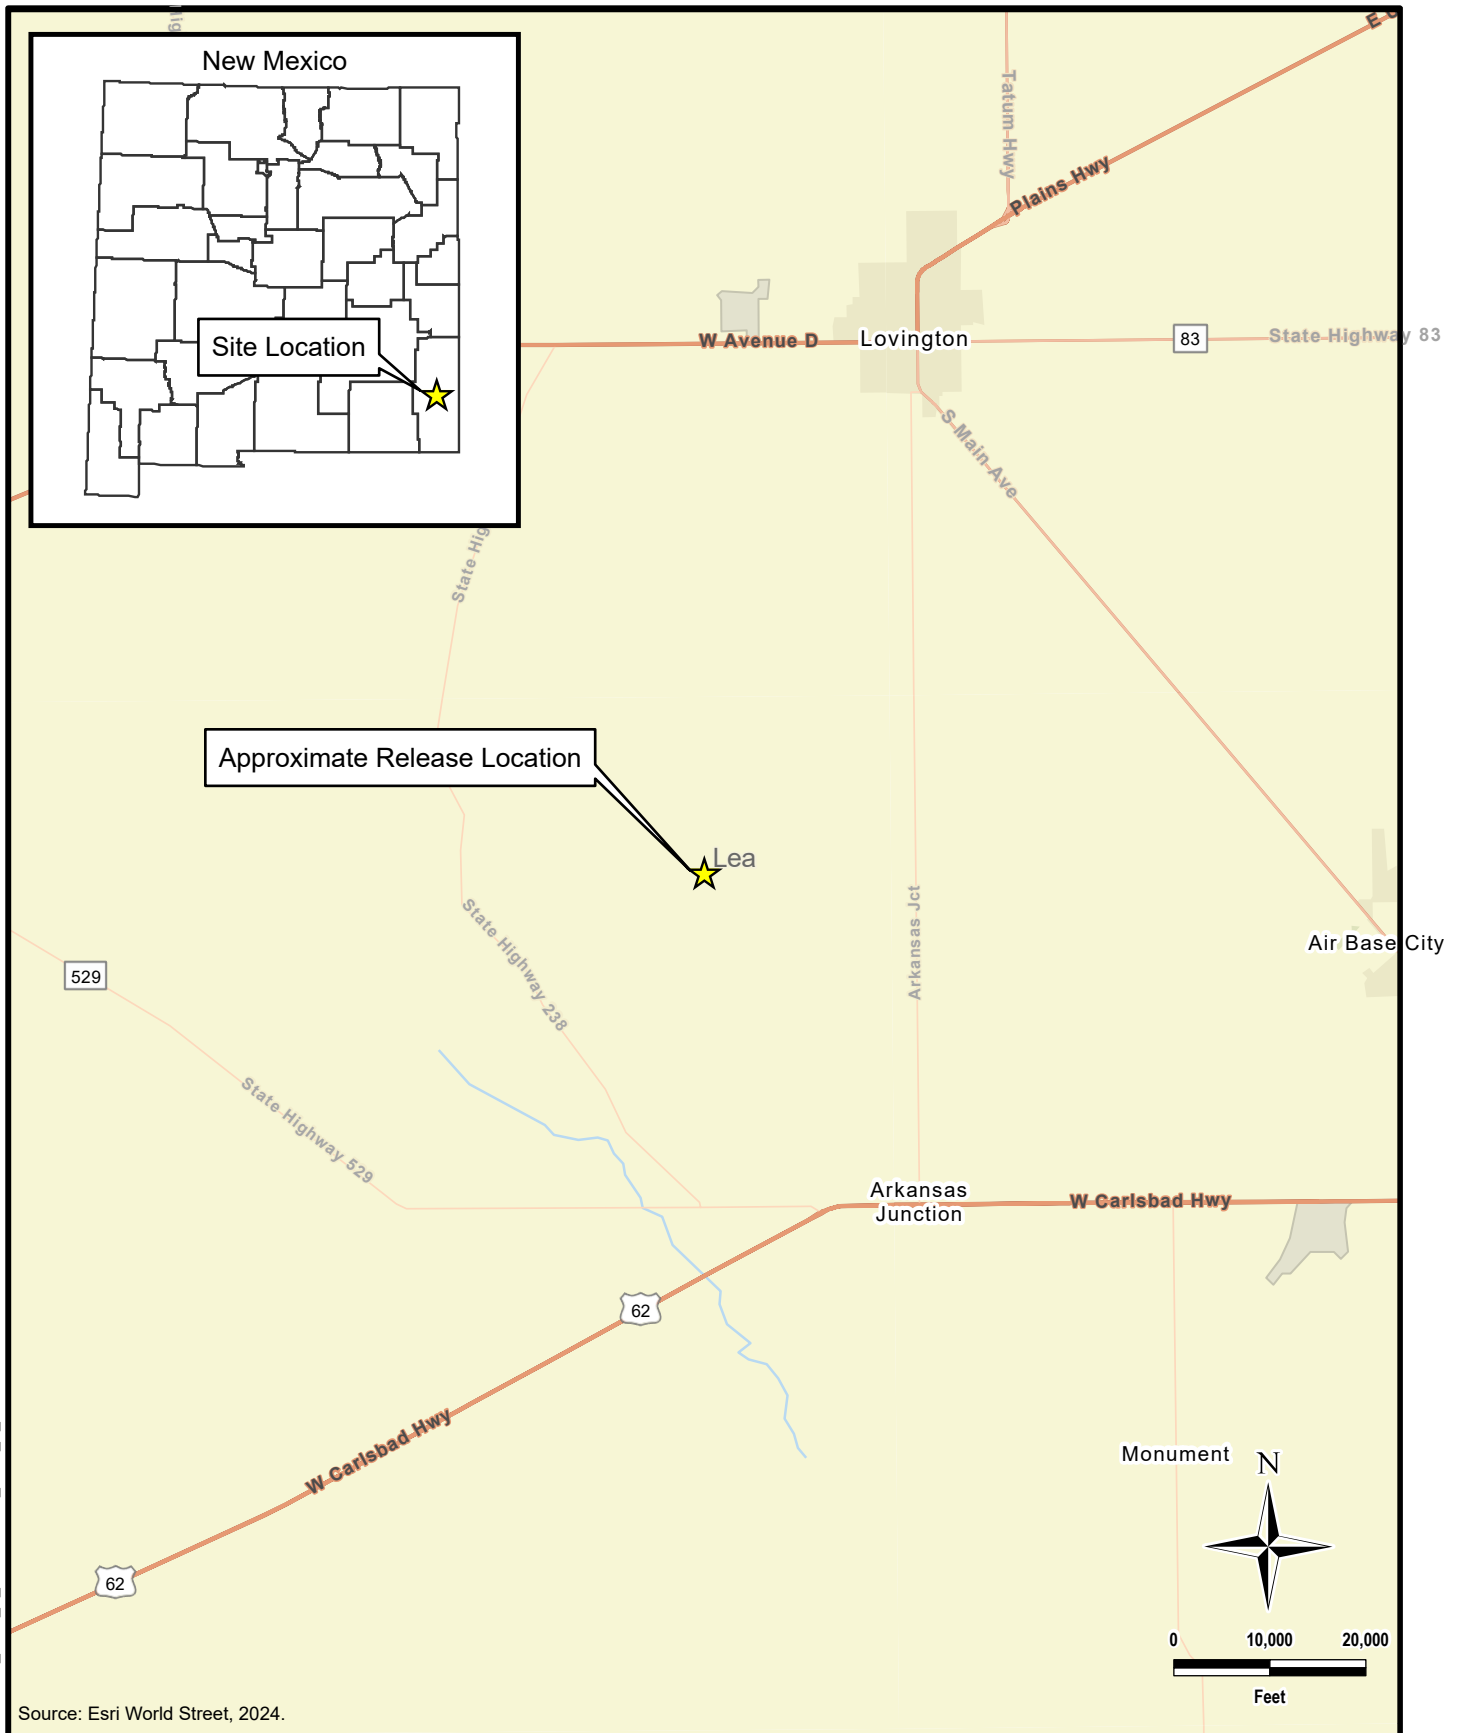 New Mexico
Site Location
Tatum Hwy
Plains Hwy
W Avenue D
Lovington
83
State Highway 83
S Main Ave
Approximate Release Location
Lea
Arkansas Jct
Air Base City
529
State Highway 238
State Highway 529
Arkansas
Junction
W Carlsbad Hwy
62
W Carlsbad Hwy
Monument
N
62
0 10,000 20,000
Feet
Source: Esri World Street, 2024.